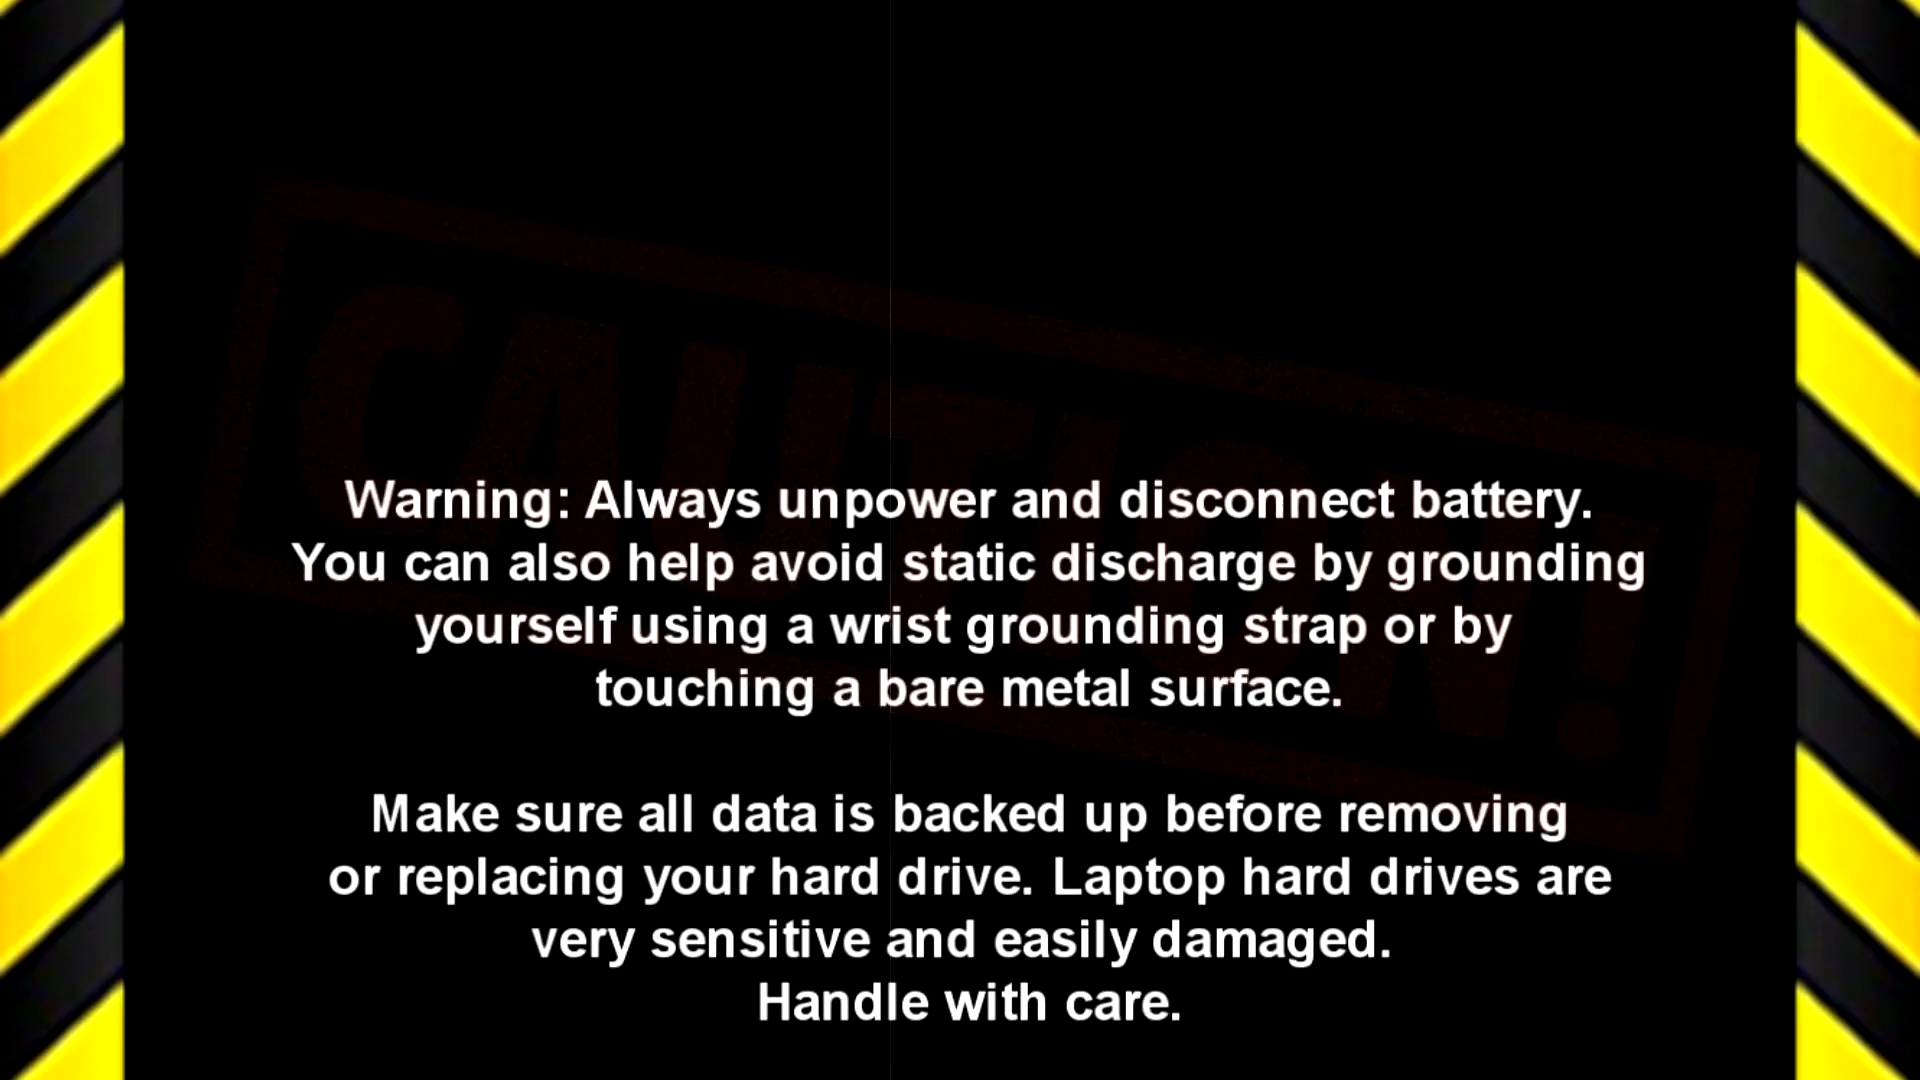 CAUTION!
Warning: Always unpower and disconnect battery.
You can also help avoid static discharge by grounding
yourself using a wrist grounding strap or by
touching a bare metal surface.
Make sure all data is backed up before removing
or replacing your hard drive. Laptop hard drives are
very sensitive and easily damaged.
Handle with care.